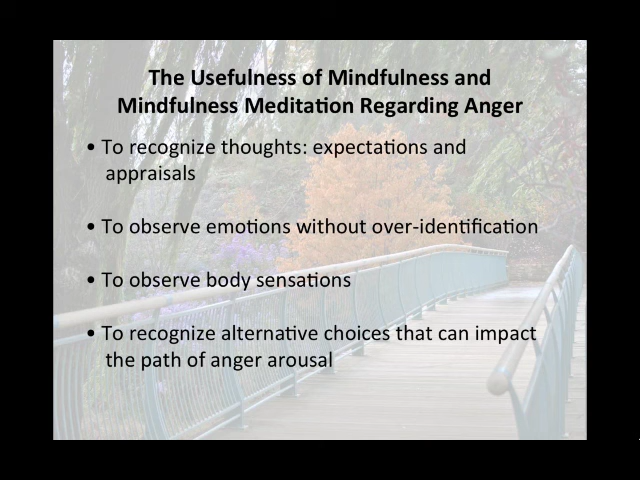 The Usefulness of Mindfulness and
Mindfulness Meditation Regarding Anger
• To recognize thoughts: expectations and
appraisals
• To observe emotions without over-identification
• To observe body sensations
• To recognize alternative choices that can impact
the path of anger arousal